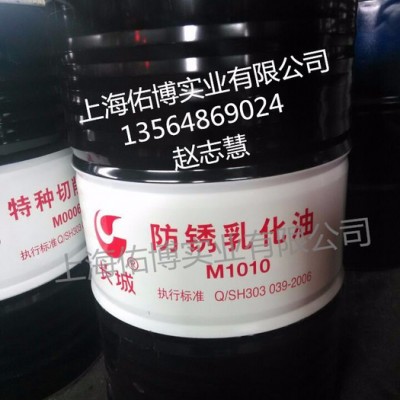 上海佑博实业有限公司
13564869024
赵志慧
特种切削
M0006
执行标准 Q/SH303
长城
防锈乳化油
M1010
执行标准 Q/SH303 039-2006
上海佑博实业有限公司